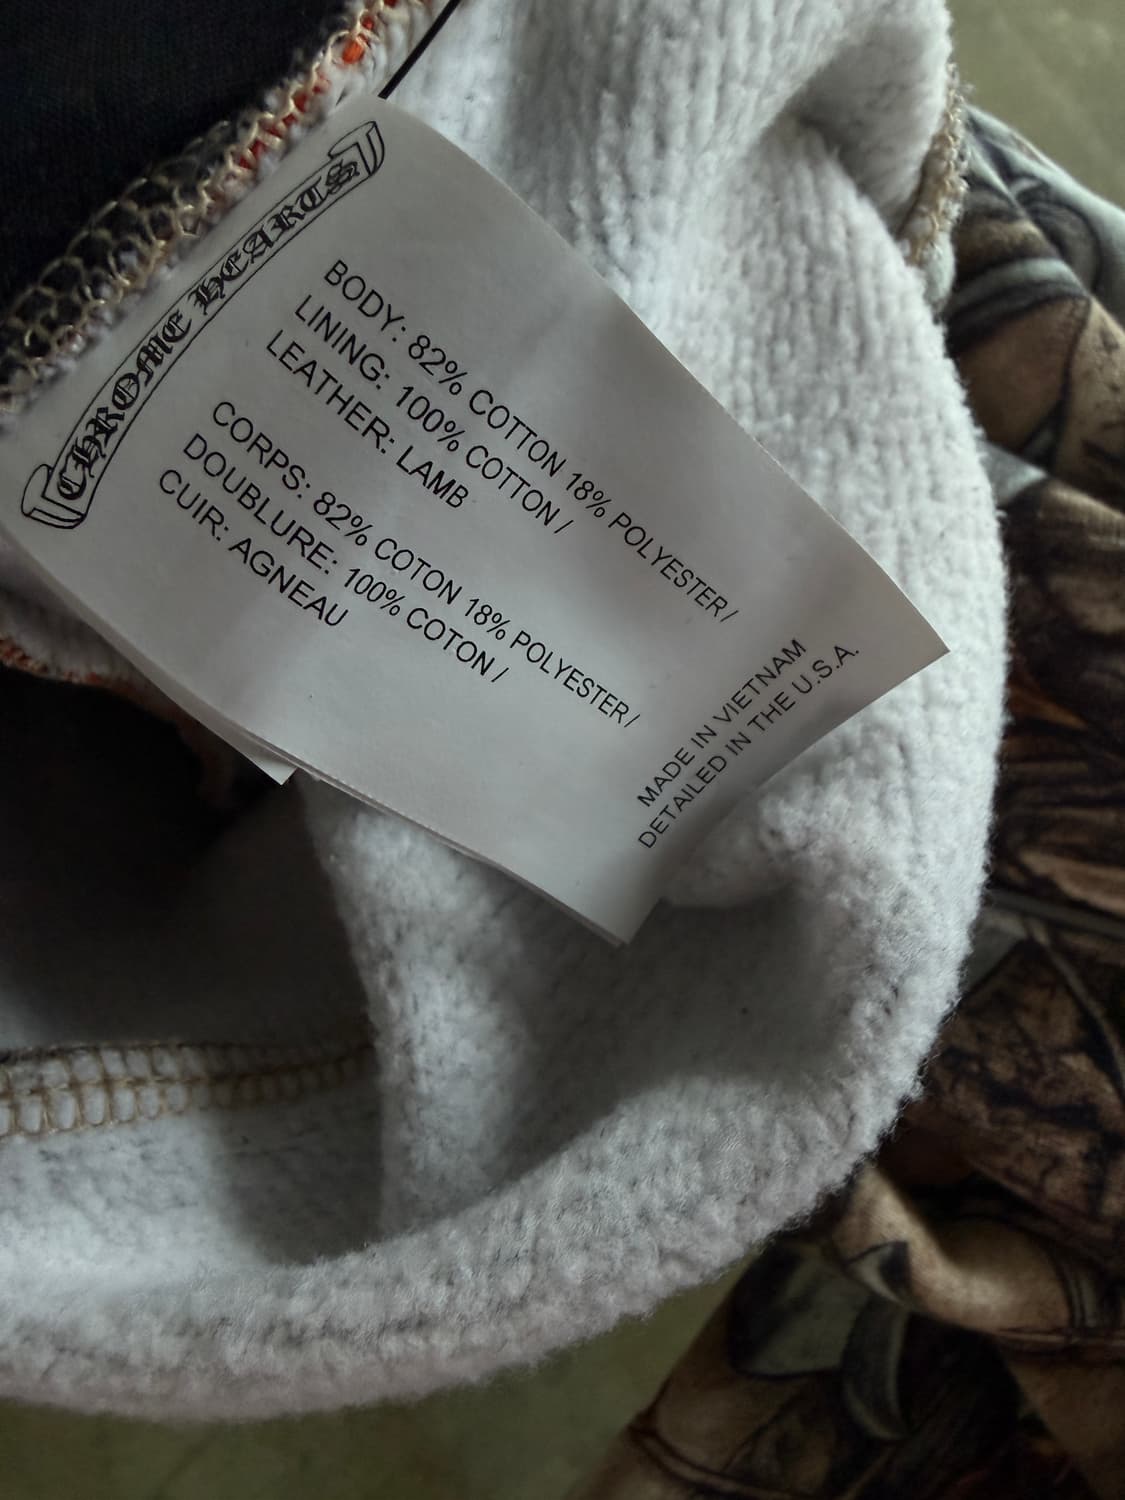 CHROME HEARTS
BODY: 82% COTTON 18% POLYESTER /
LINING: 100% COTTON /
LEATHER: LAMB
CORPS: 82% COTON 18% POLYESTER /
DOUBLURE: 100% COTON /
CUIR: AGNEAU
MADE IN VIETNAM
DETAILED IN THE U.S.A.